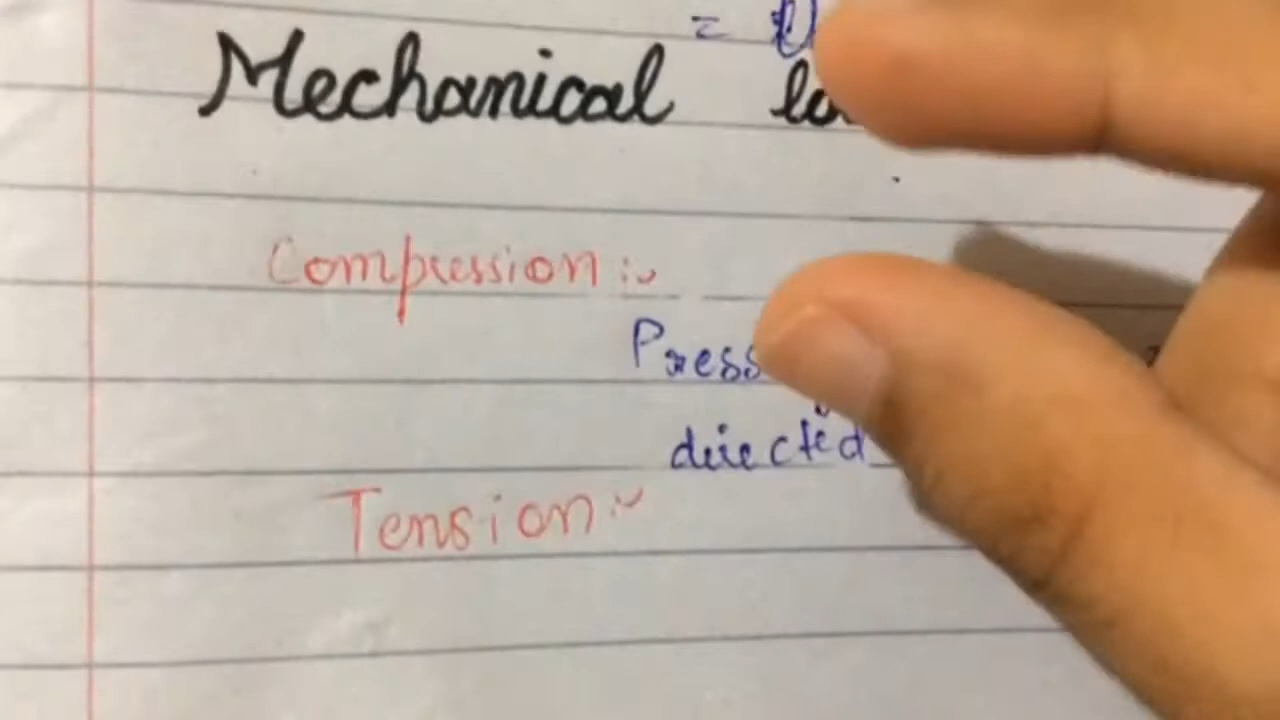 =
Mechanical
Compression :-
Press
directed
Tension :-